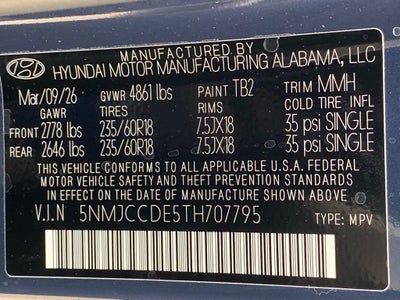 MANUFACTURED BY
HYUNDAI MOTOR MANUFACTURING ALABAMA, LLC
Mar/09/26 GVWR 4861 lbs PAINT TB2 TRIM MMH
GAWR TIRES RIMS COLD TIRE INFL
FRONT 2778 lbs 235/60R18 7.5JX18 35 psi SINGLE
REAR 2646 lbs 235/60R18 7.5JX18 35 psi SINGLE
THIS VEHICLE CONFORMS TO ALL APPLICABLE U.S.A. FEDERAL
MOTOR VEHICLE SAFETY AND THEFT PREVENTION STANDARDS
IN EFFECT ON THE DATE OF MANUFACTURE SHOWN ABOVE
V.I.N 5NMJCCDE5TH707795 TYPE: MPV